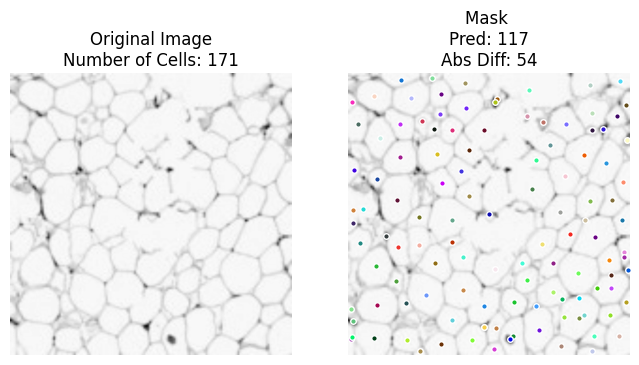 Original Image
Number of Cells: 171
Mask
Pred: 117
Abs Diff: 54